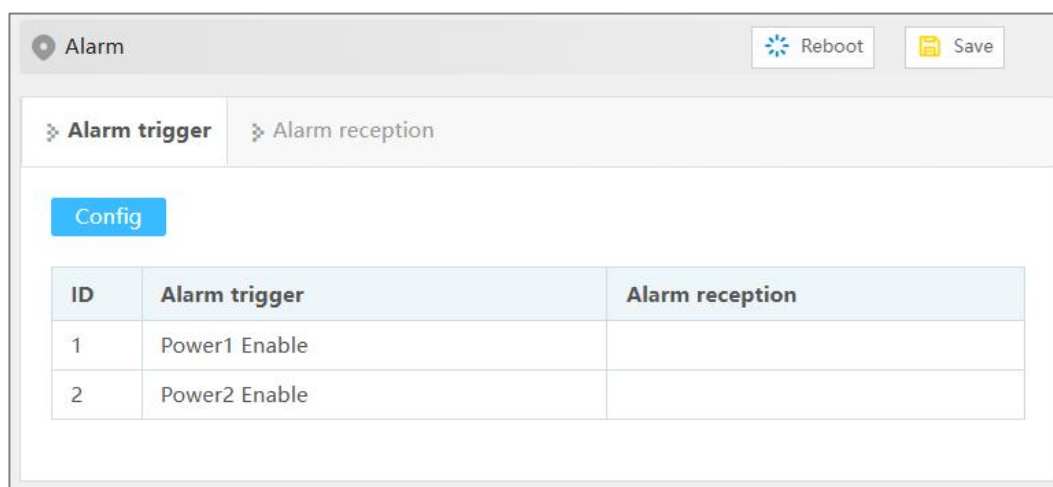 Alarm Reboot Save
Alarm trigger Alarm reception
Config
ID Alarm trigger Alarm reception
1 Power1 Enable
2 Power2 Enable